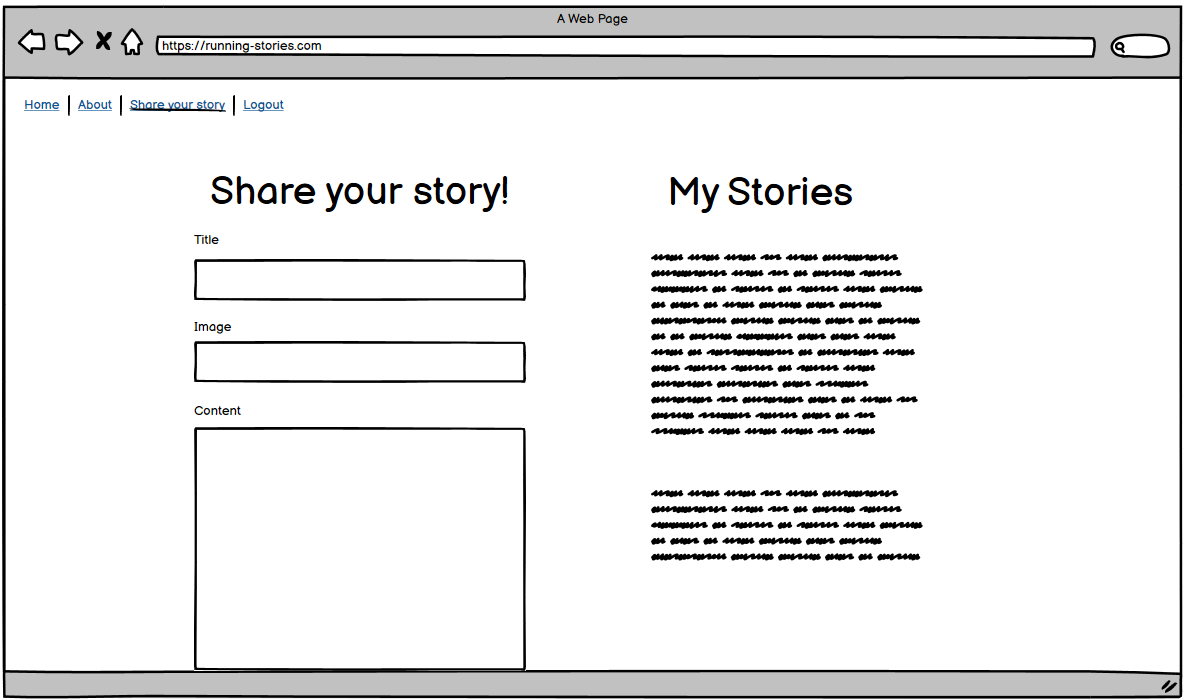 A Web Page
https://running-stories.com
Home About Share your story Logout
Share your story!
Title
Image
Content
My Stories